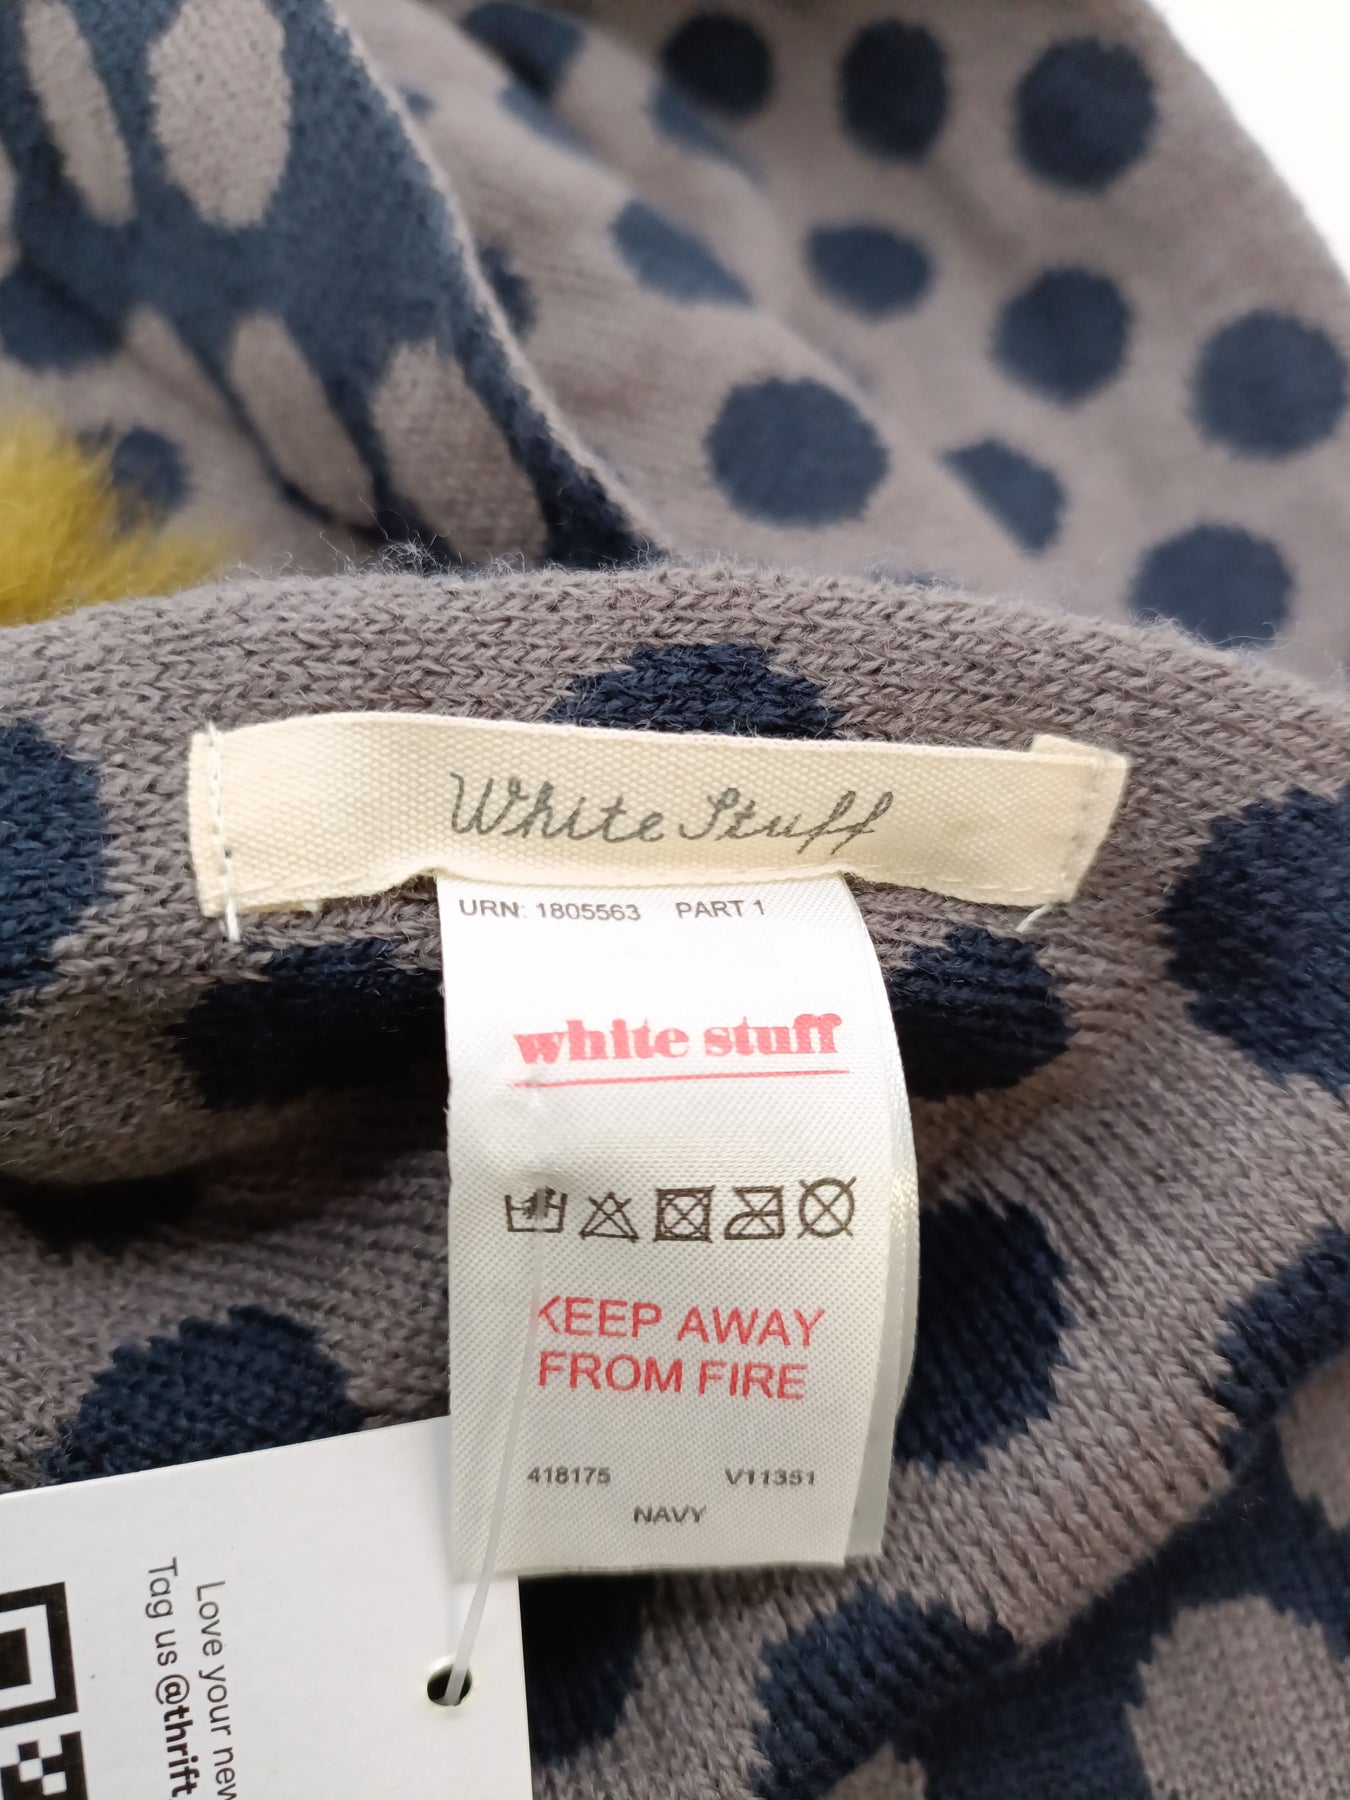 White Stuff
URN: 1805563 PART 1
white stuff
KEEP AWAY
FROM FIRE
418175 V11351
NAVY
Love your new
Tag us @thrift